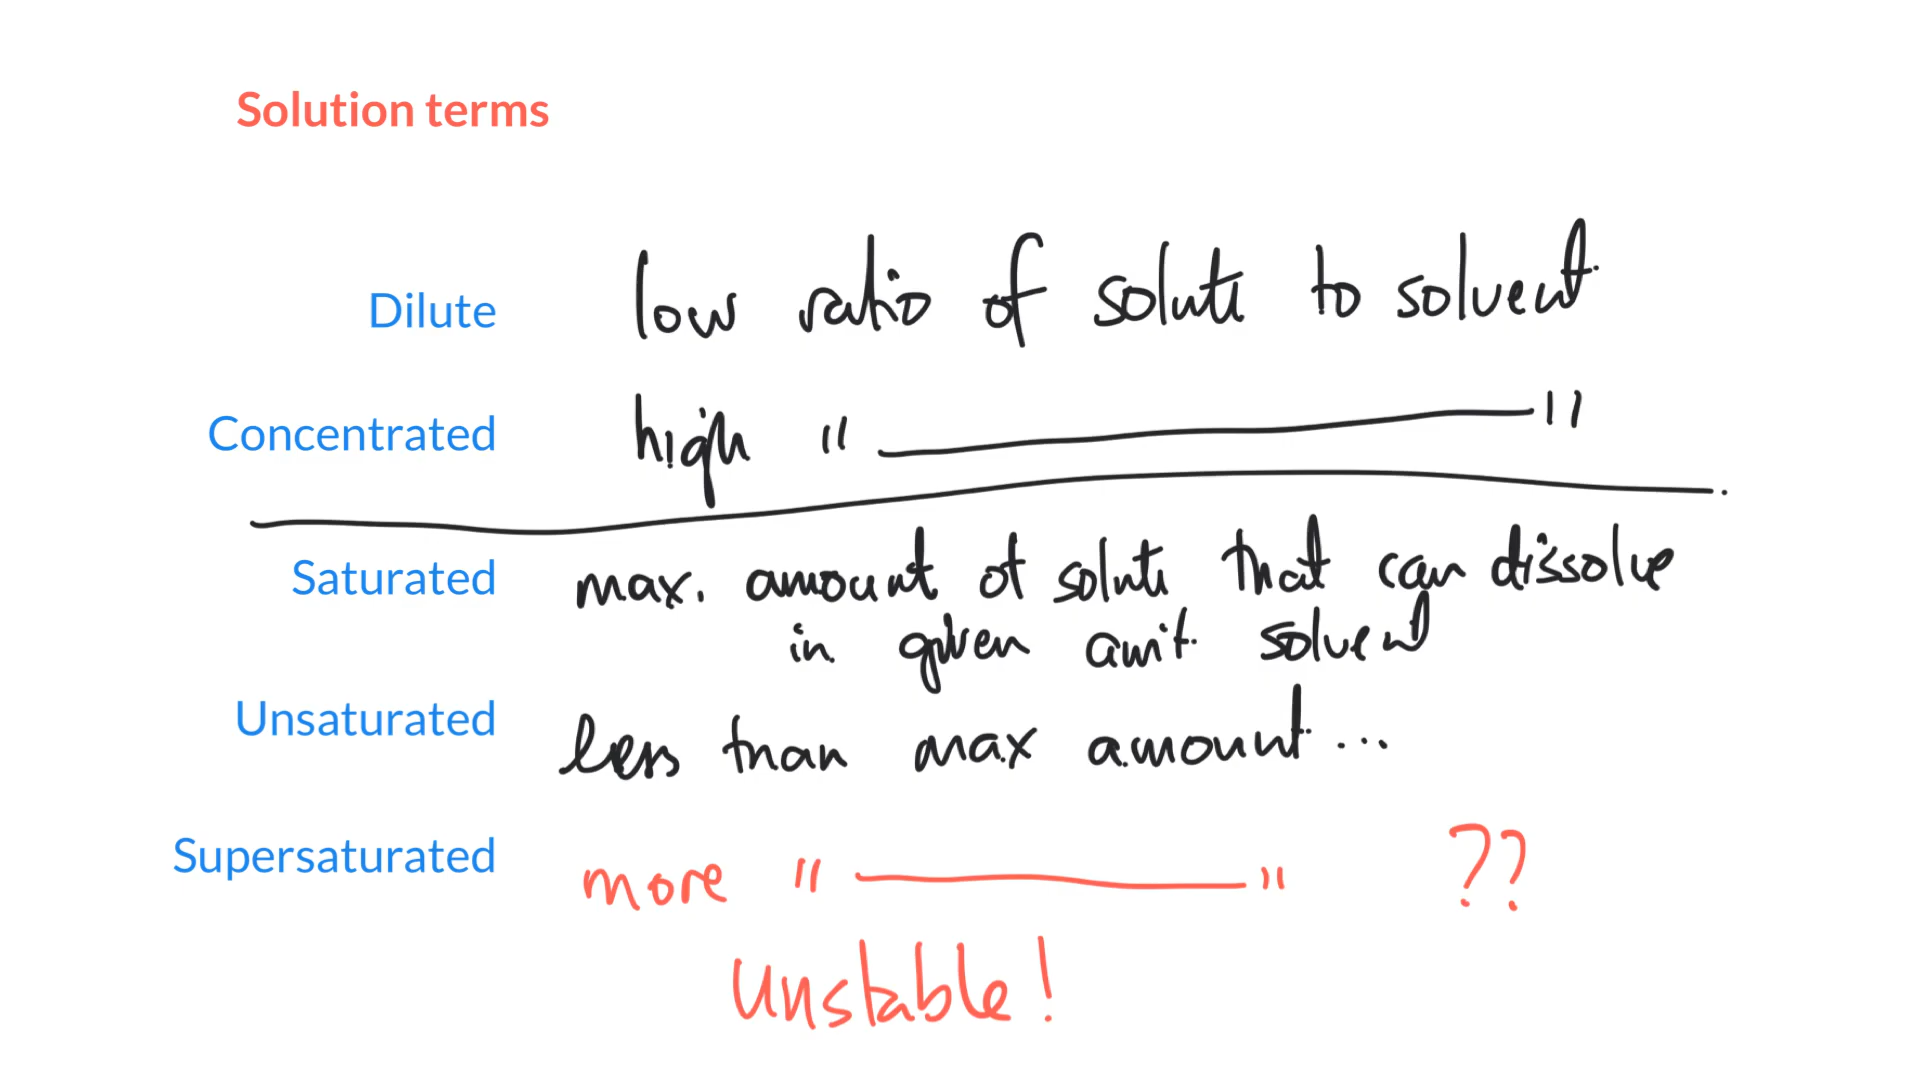 Solution terms
Dilute low ratio of solute to solvent
Concentrated high "————"
Saturated max. amount of solute that can dissolve
in given amt. solvent
Unsaturated less than max amount...
Supersaturated more "————" ??
Unstable!